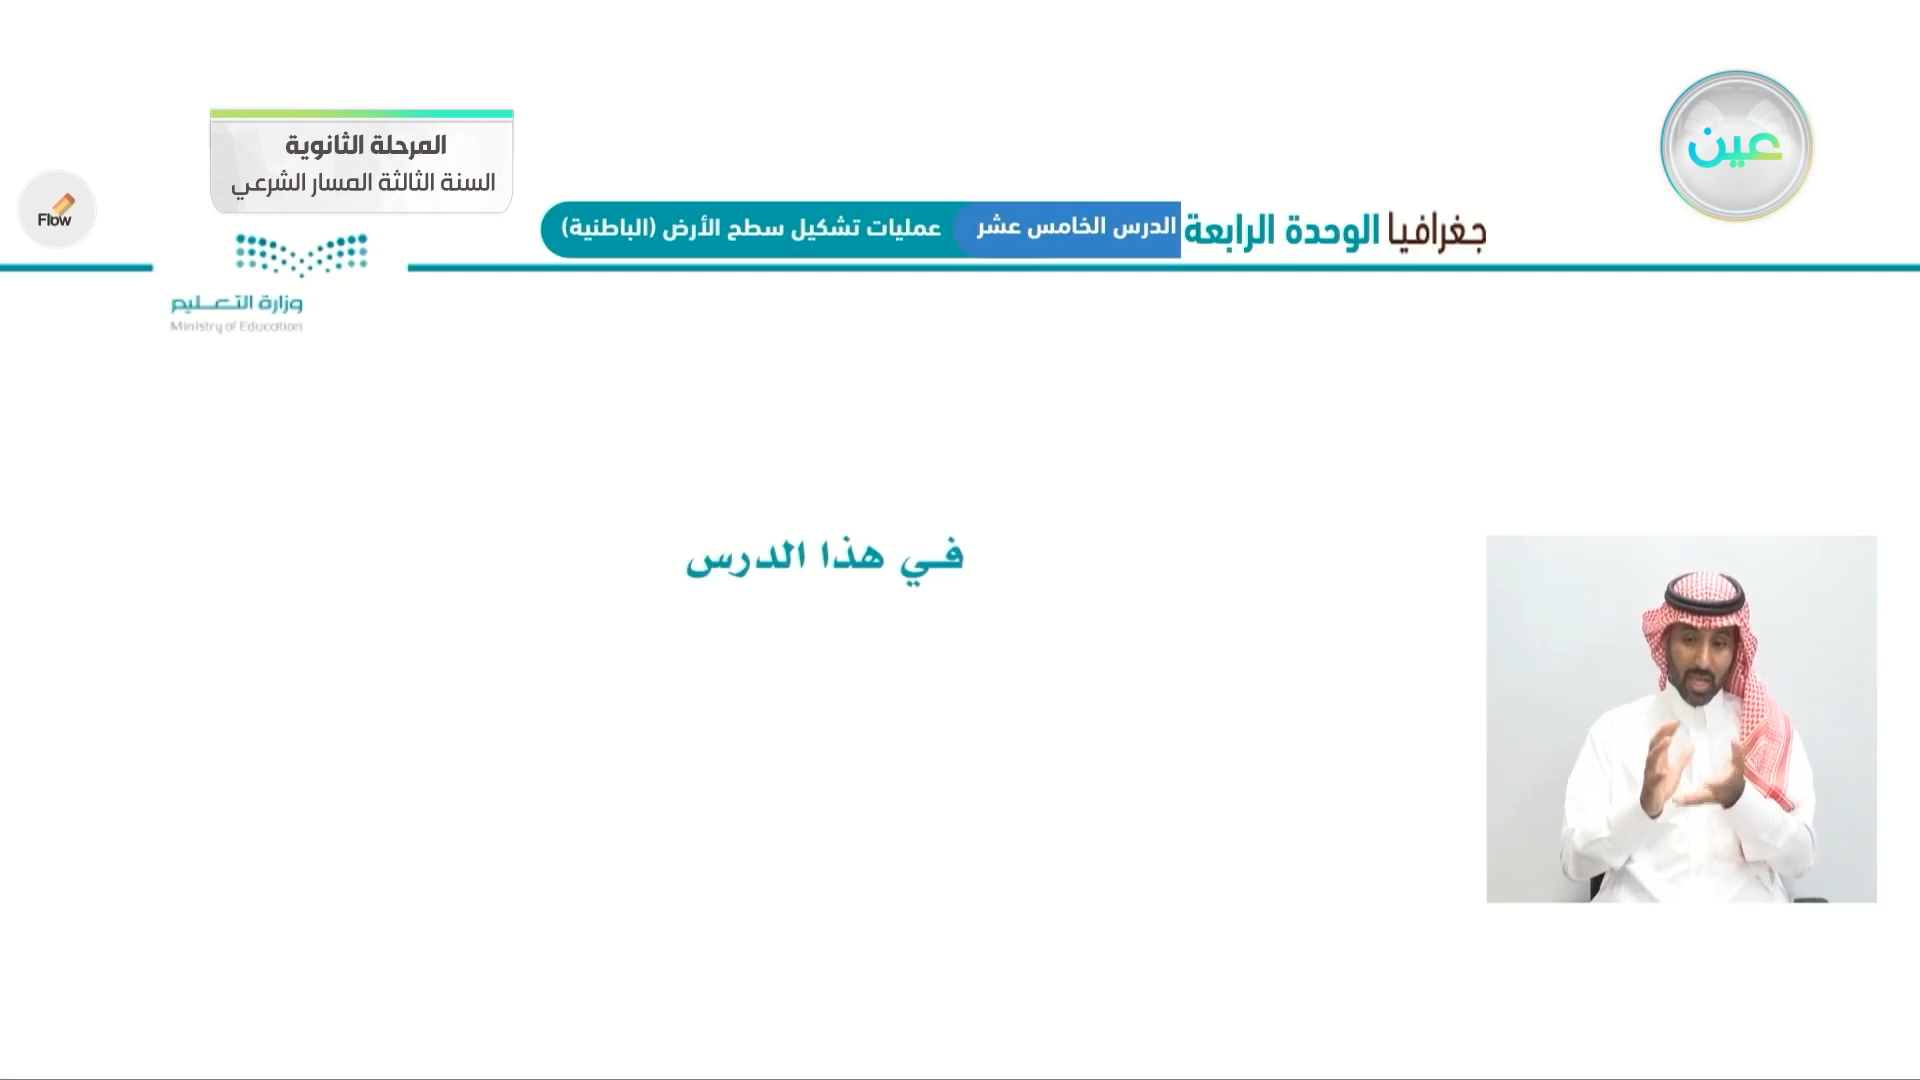 عين
المرحلة الثانوية
السنة الثالثة المسار الشرعي
Flow
جغرافيا الوحدة الرابعة الدرس الخامس عشر عمليات تشكيل سطح الأرض (الباطنية)
وزارة التعليم
Ministry of Education
في هذا الدرس